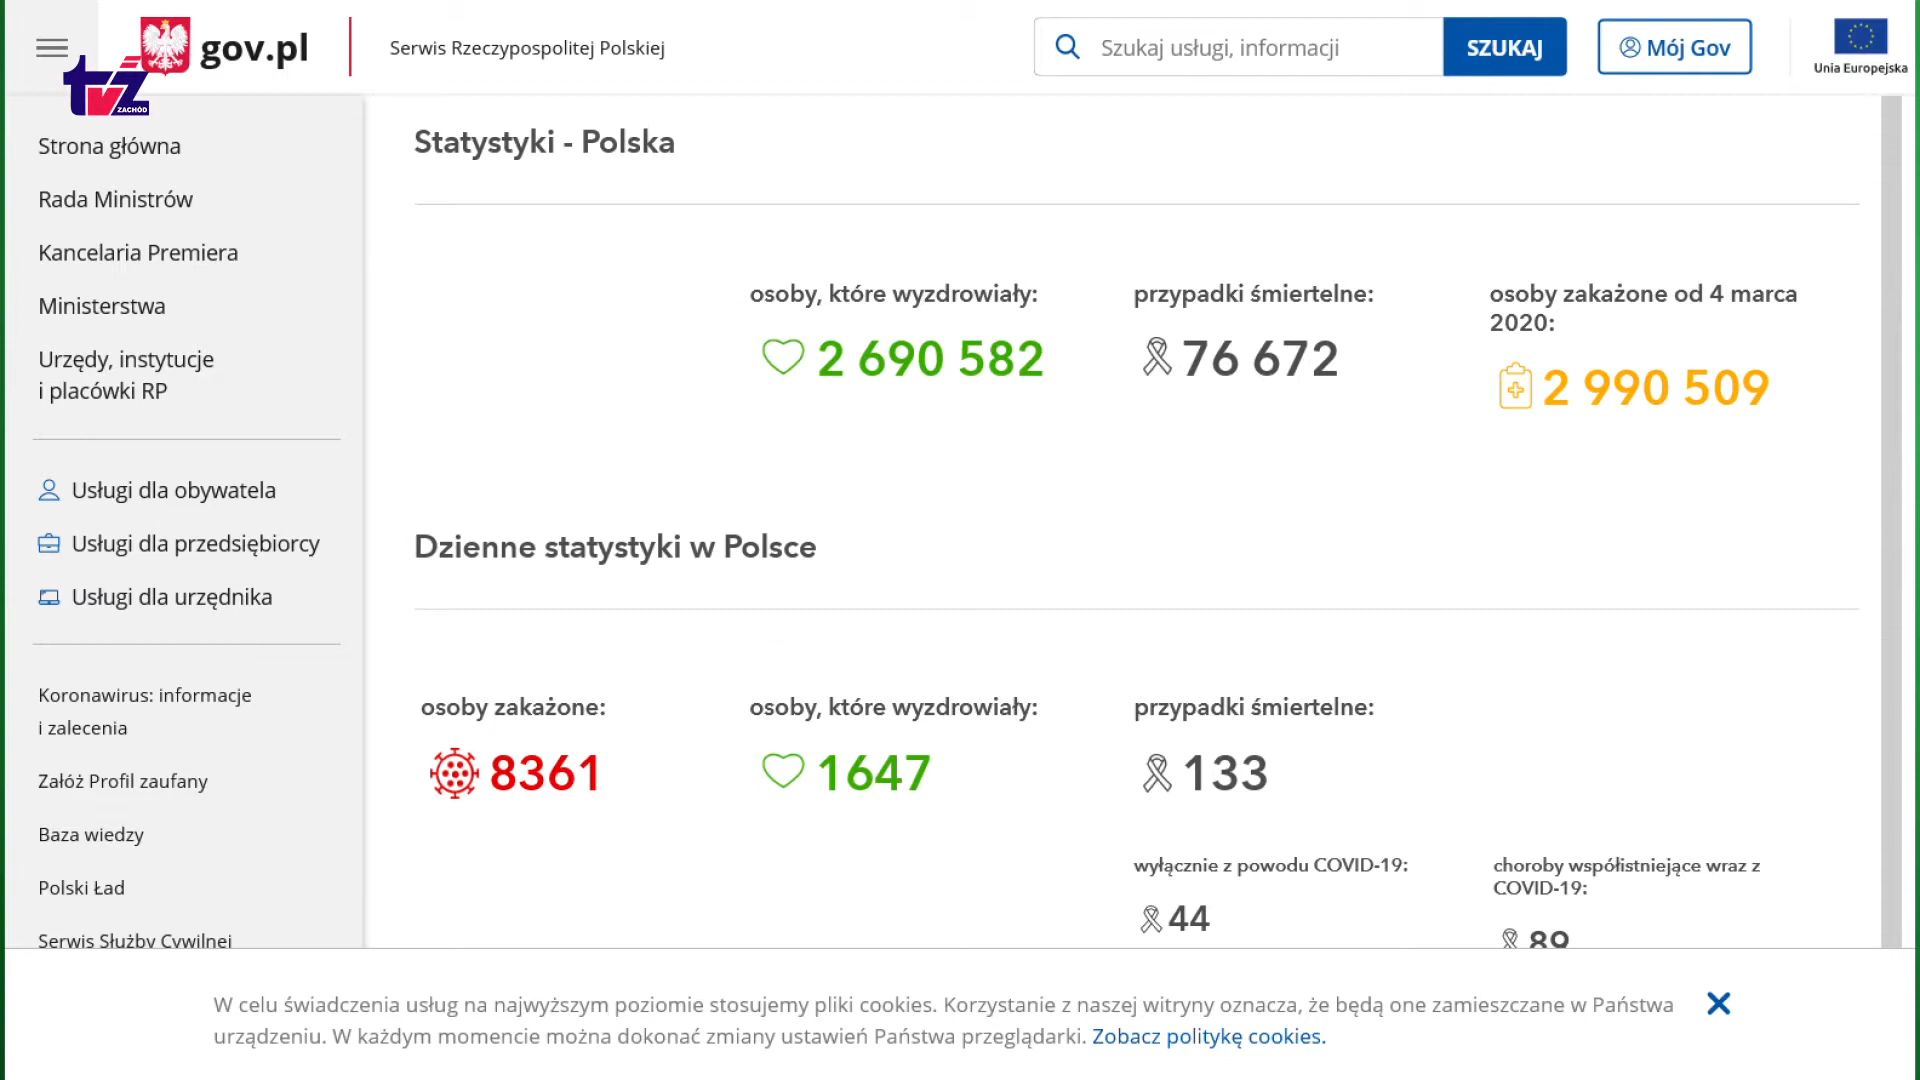 gov.pl
Serwis Rzeczypospolitej Polskiej
Szukaj usługi, informacji
SZUKAJ
Mój Gov
Unia Europejska
tvz
ZACHÓD
Strona główna
Rada Ministrów
Kancelaria Premiera
Ministerstwa
Urzędy, instytucje
i placówki RP
Usługi dla obywatela
Usługi dla przedsiębiorcy
Usługi dla urzędnika
Koronawirus: informacje
i zalecenia
Załóż Profil zaufany
Baza wiedzy
Polski Ład
Serwis Służby Cywilnej
Statystyki - Polska
osoby, które wyzdrowiały:
2 690 582
przypadki śmiertelne:
76 672
osoby zakażone od 4 marca
2020:
2 990 509
Dzienne statystyki w Polsce
osoby zakażone:
8361
osoby, które wyzdrowiały:
1647
przypadki śmiertelne:
133
wyłącznie z powodu COVID-19:
44
choroby współistniejące wraz z
COVID-19:
89
W celu świadczenia usług na najwyższym poziomie stosujemy pliki cookies. Korzystanie z naszej witryny oznacza, że będą one zamieszczane w Państwa
urządzeniu. W każdym momencie można dokonać zmiany ustawień Państwa przeglądarki. Zobacz politykę cookies.